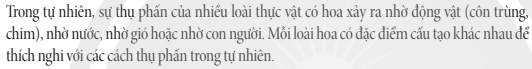 Trong tự nhiên, sự thụ phấn của nhiều loài thực vật có hoa xảy ra nhờ động vật (côn trùng,
chim), nhờ nước, nhờ gió hoặc nhờ con người. Mỗi loài hoa có đặc điểm cấu tạo khác nhau để
thích nghi với các cách thụ phấn trong tự nhiên.